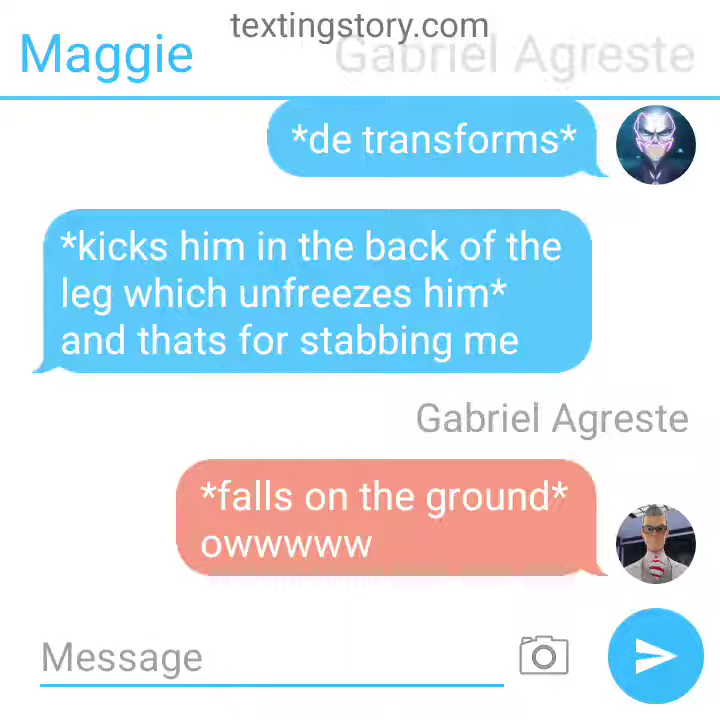 textingstory.com
Maggie
Gabriel Agreste
*de transforms*
*kicks him in the back of the
leg which unfreezes him*
and thats for stabbing me
Gabriel Agreste
*falls on the ground*
owwwww
Message